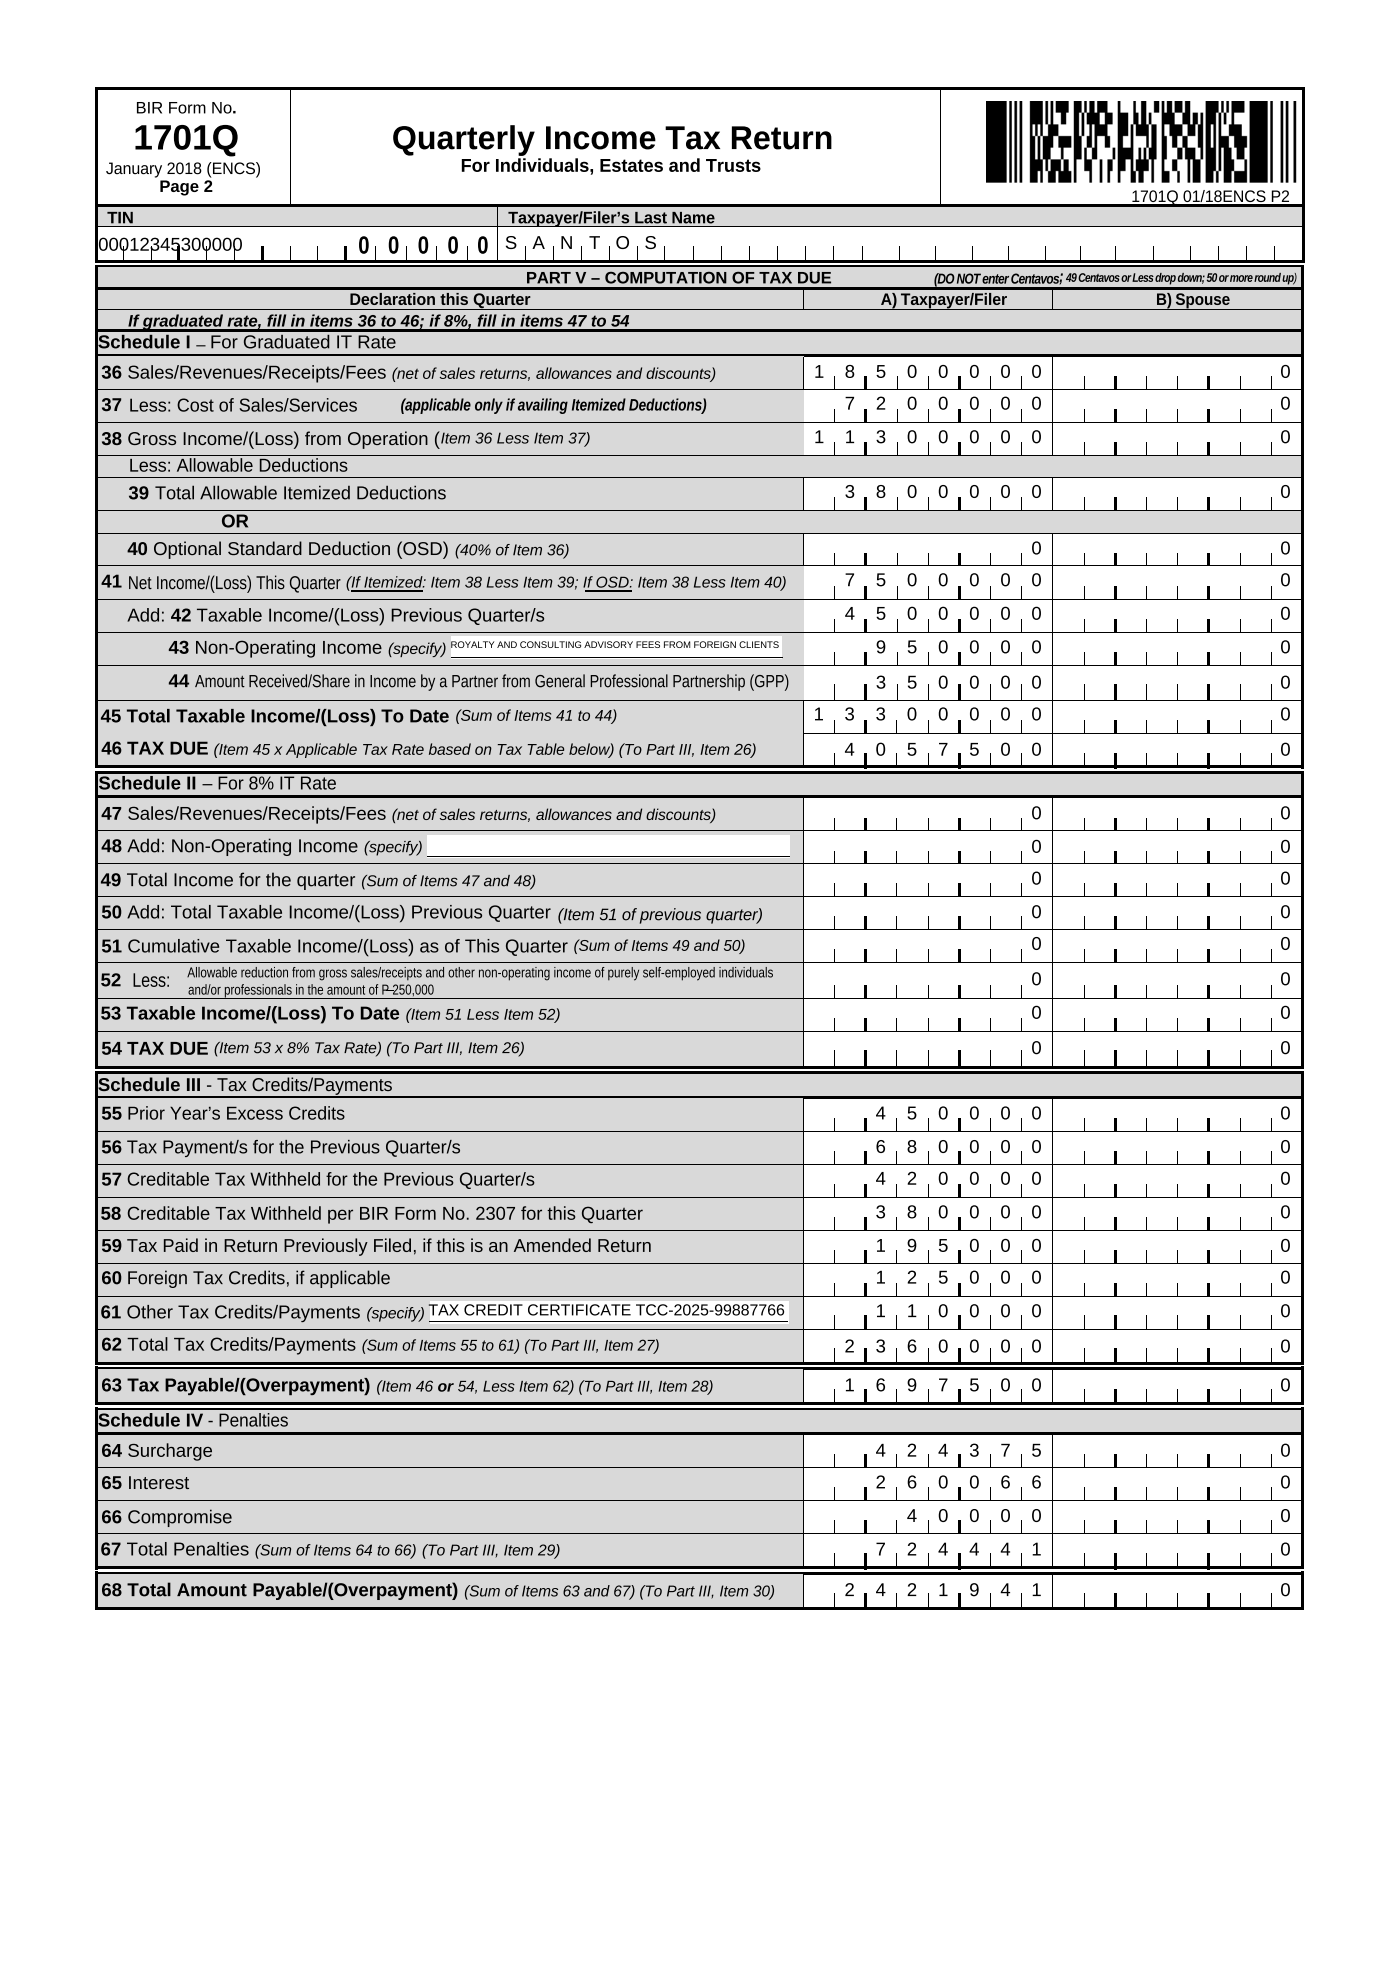 BIR Form No.
1701Q
January 2018 (ENCS)
Page 2
Quarterly Income Tax Return
For Individuals, Estates and Trusts
1701Q 01/18ENCS P2
TIN Taxpayer/Filer’s Last Name
00012345300000 0 0 0 0 0 S A N T O S
PART V – COMPUTATION OF TAX DUE (DO NOT enter Centavos; 49 Centavos or Less drop down; 50 or more round up)
Declaration this Quarter A) Taxpayer/Filer B) Spouse
If graduated rate, fill in items 36 to 46; if 8%, fill in items 47 to 54
Schedule I – For Graduated IT Rate
36 Sales/Revenues/Receipts/Fees (net of sales returns, allowances and discounts) 1 8 5 0 0 0 0 0 0
37 Less: Cost of Sales/Services (applicable only if availing Itemized Deductions) 7 2 0 0 0 0 0 0
38 Gross Income/(Loss) from Operation (Item 36 Less Item 37) 1 1 3 0 0 0 0 0 0
Less: Allowable Deductions
39 Total Allowable Itemized Deductions 3 8 0 0 0 0 0 0
OR
40 Optional Standard Deduction (OSD) (40% of Item 36) 0 0
41 Net Income/(Loss) This Quarter (If Itemized: Item 38 Less Item 39; If OSD: Item 38 Less Item 40) 7 5 0 0 0 0 0 0
Add: 42 Taxable Income/(Loss) Previous Quarter/s 4 5 0 0 0 0 0 0
43 Non-Operating Income (specify) ROYALTY AND CONSULTING ADVISORY FEES FROM FOREIGN CLIENTS 9 5 0 0 0 0 0
44 Amount Received/Share in Income by a Partner from General Professional Partnership (GPP) 3 5 0 0 0 0 0
45 Total Taxable Income/(Loss) To Date (Sum of Items 41 to 44) 1 3 3 0 0 0 0 0 0
46 TAX DUE (Item 45 x Applicable Tax Rate based on Tax Table below) (To Part III, Item 26) 4 0 5 7 5 0 0 0
Schedule II – For 8% IT Rate
47 Sales/Revenues/Receipts/Fees (net of sales returns, allowances and discounts) 0 0
48 Add: Non-Operating Income (specify) 0 0
49 Total Income for the quarter (Sum of Items 47 and 48) 0 0
50 Add: Total Taxable Income/(Loss) Previous Quarter (Item 51 of previous quarter) 0 0
51 Cumulative Taxable Income/(Loss) as of This Quarter (Sum of Items 49 and 50) 0 0
52 Less: Allowable reduction from gross sales/receipts and other non-operating income of purely self-employed individuals
and/or professionals in the amount of P 250,000 0 0
53 Taxable Income/(Loss) To Date (Item 51 Less Item 52) 0 0
54 TAX DUE (Item 53 x 8% Tax Rate) (To Part III, Item 26) 0 0
Schedule III - Tax Credits/Payments
55 Prior Year’s Excess Credits 4 5 0 0 0 0 0
56 Tax Payment/s for the Previous Quarter/s 6 8 0 0 0 0 0
57 Creditable Tax Withheld for the Previous Quarter/s 4 2 0 0 0 0 0
58 Creditable Tax Withheld per BIR Form No. 2307 for this Quarter 3 8 0 0 0 0 0
59 Tax Paid in Return Previously Filed, if this is an Amended Return 1 9 5 0 0 0 0
60 Foreign Tax Credits, if applicable 1 2 5 0 0 0 0
61 Other Tax Credits/Payments (specify) TAX CREDIT CERTIFICATE TCC-2025-99887766 1 1 0 0 0 0 0
62 Total Tax Credits/Payments (Sum of Items 55 to 61) (To Part III, Item 27) 2 3 6 0 0 0 0 0
63 Tax Payable/(Overpayment) (Item 46 or 54, Less Item 62) (To Part III, Item 28) 1 6 9 7 5 0 0 0
Schedule IV - Penalties
64 Surcharge 4 2 4 3 7 5 0
65 Interest 2 6 0 0 6 6 0
66 Compromise 4 0 0 0 0 0
67 Total Penalties (Sum of Items 64 to 66) (To Part III, Item 29) 7 2 4 4 4 1 0
68 Total Amount Payable/(Overpayment) (Sum of Items 63 and 67) (To Part III, Item 30) 2 4 2 1 9 4 1 0